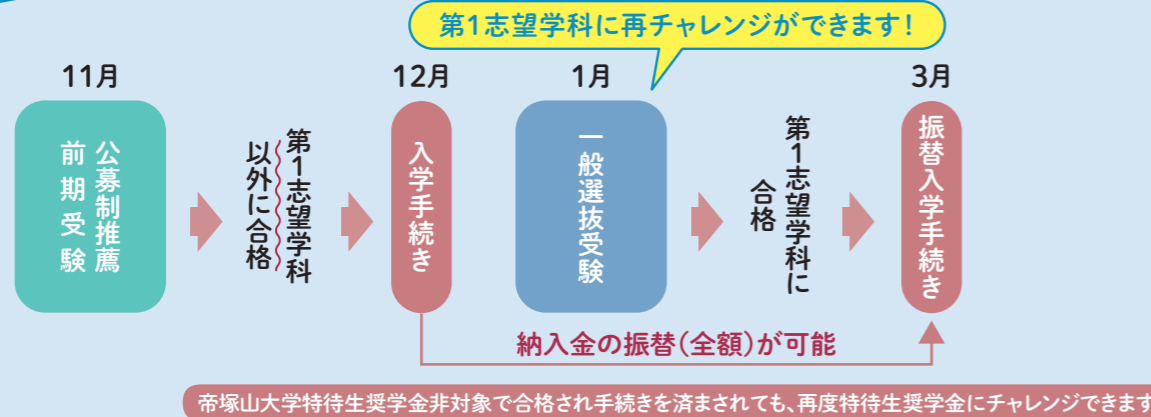 第1志望学科に再チャレンジができます!
11月
公募制推薦
前期受験
第1志望学科
以外に合格
12月
入学手続き
1月
一般選抜受験
第1志望学科に
合格
3月
振替入学手続き
納入金の振替(全額)が可能
帝塚山大学特待生奨学金非対象で合格され手続きを済まされても、再度特待生奨学金にチャレンジできます